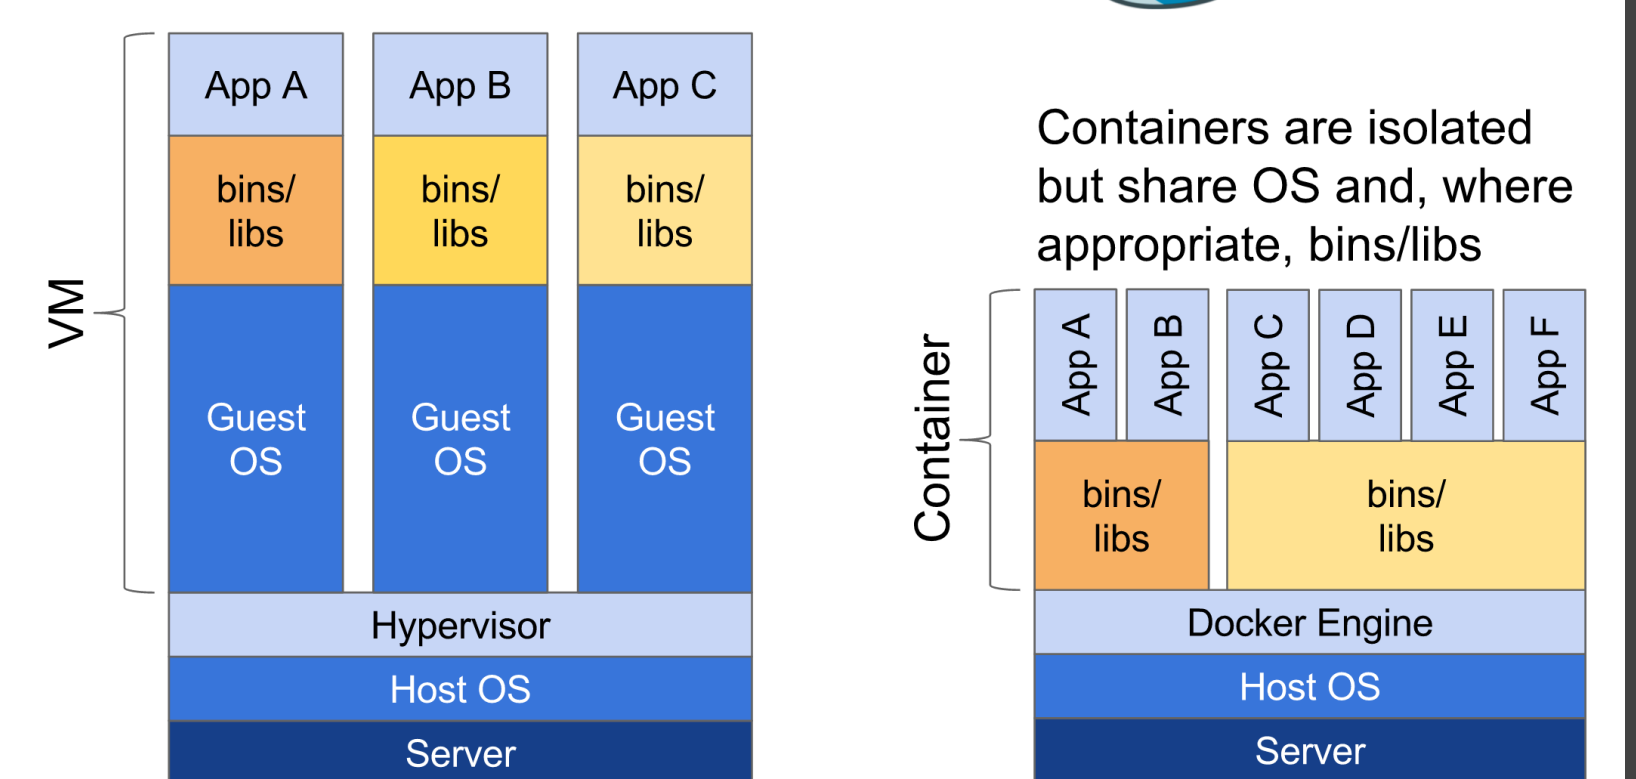 VM
App A
App B
App C
bins/
libs
bins/
libs
bins/
libs
Guest
OS
Guest
OS
Guest
OS
Hypervisor
Host OS
Server
Containers are isolated
but share OS and, where
appropriate, bins/libs
Container
App A
App B
App C
App D
App E
App F
bins/
libs
bins/
libs
Docker Engine
Host OS
Server